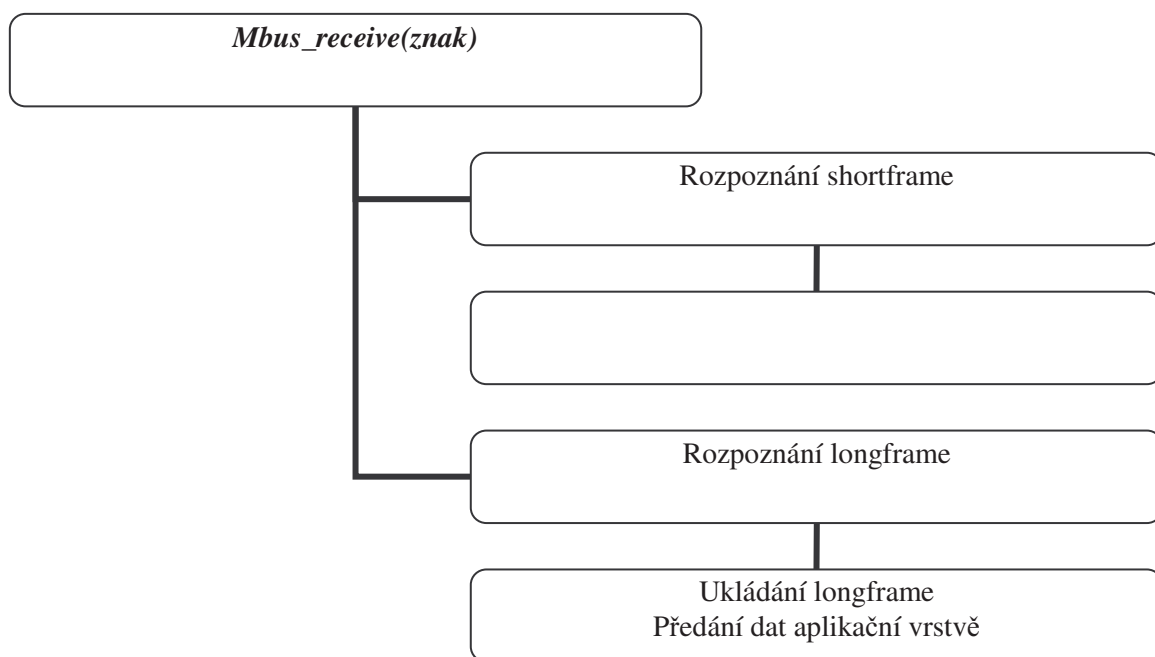 Mbus_receive(znak)
Rozpoznání shortframe
Rozpoznání longframe
Ukládání longframe
Předání dat aplikační vrstvě